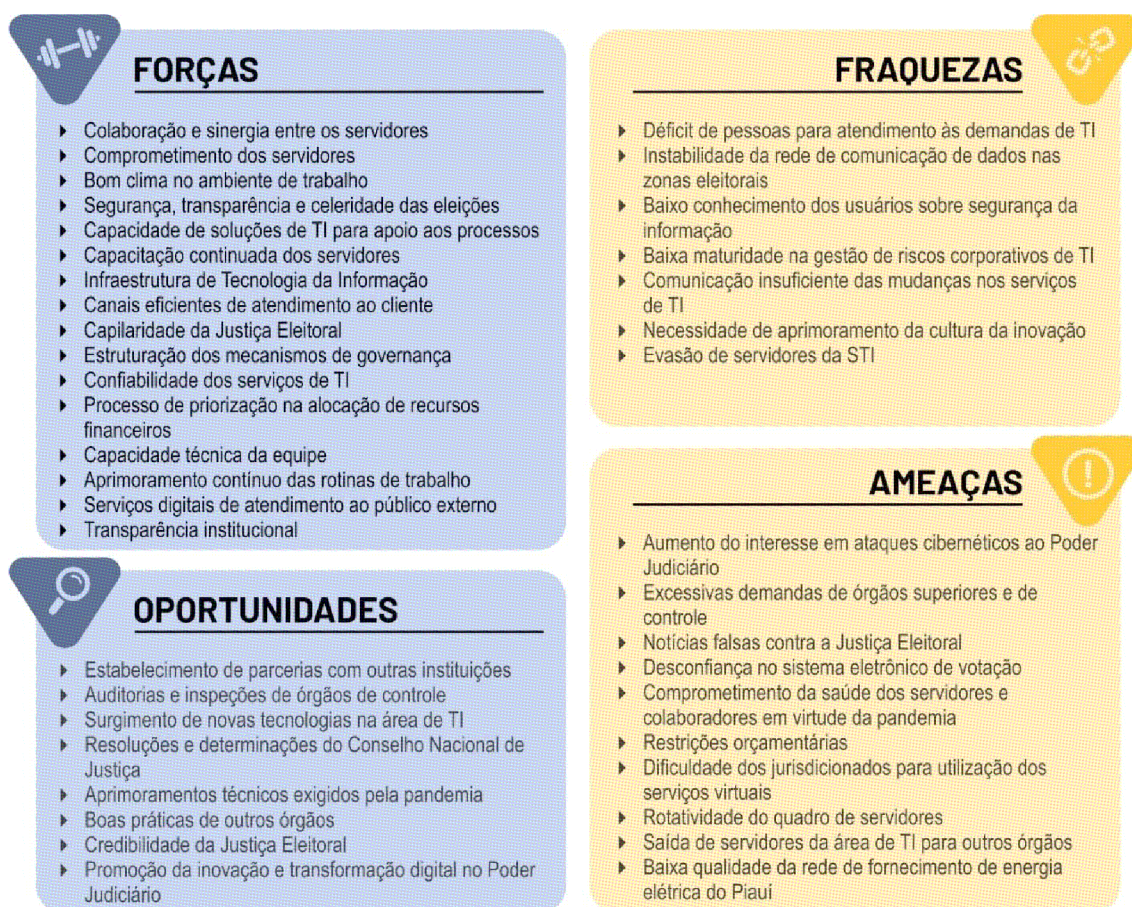 FORÇAS
Colaboração e sinergia entre os servidores
Comprometimento dos servidores
Bom clima no ambiente de trabalho
Segurança, transparência e celeridade das eleições
Capacidade de soluções de TI para apoio aos processos
Capacitação continuada dos servidores
Infraestrutura de Tecnologia da Informação
Canais eficientes de atendimento ao cliente
Capilaridade da Justiça Eleitoral
Estruturação dos mecanismos de governança
Confiabilidade dos serviços de TI
Processo de priorização na alocação de recursos
financeiros
Capacidade técnica da equipe
Aprimoramento contínuo das rotinas de trabalho
Serviços digitais de atendimento ao público externo
Transparência institucional
FRAQUEZAS
Déficit de pessoas para atendimento às demandas de TI
Instabilidade da rede de comunicação de dados nas
zonas eleitorais
Baixo conhecimento dos usuários sobre segurança da
informação
Baixa maturidade na gestão de riscos corporativos de TI
Comunicação insuficiente das mudanças nos serviços
de TI
Necessidade de aprimoramento da cultura da inovação
Evasão de servidores da STI
OPORTUNIDADES
Estabelecimento de parcerias com outras instituições
Auditorias e inspeções de órgãos de controle
Surgimento de novas tecnologias na área de TI
Resoluções e determinações do Conselho Nacional de
Justiça
Aprimoramentos técnicos exigidos pela pandemia
Boas práticas de outros órgãos
Credibilidade da Justiça Eleitoral
Promoção da inovação e transformação digital no Poder
Judiciário
AMEAÇAS
Aumento do interesse em ataques cibernéticos ao Poder
Judiciário
Excessivas demandas de órgãos superiores e de
controle
Notícias falsas contra a Justiça Eleitoral
Desconfiança no sistema eletrônico de votação
Comprometimento da saúde dos servidores e
colaboradores em virtude da pandemia
Restrições orçamentárias
Dificuldade dos jurisdicionados para utilização dos
serviços virtuais
Rotatividade do quadro de servidores
Saída de servidores da área de TI para outros órgãos
Baixa qualidade da rede de fornecimento de energia
elétrica do Piauí